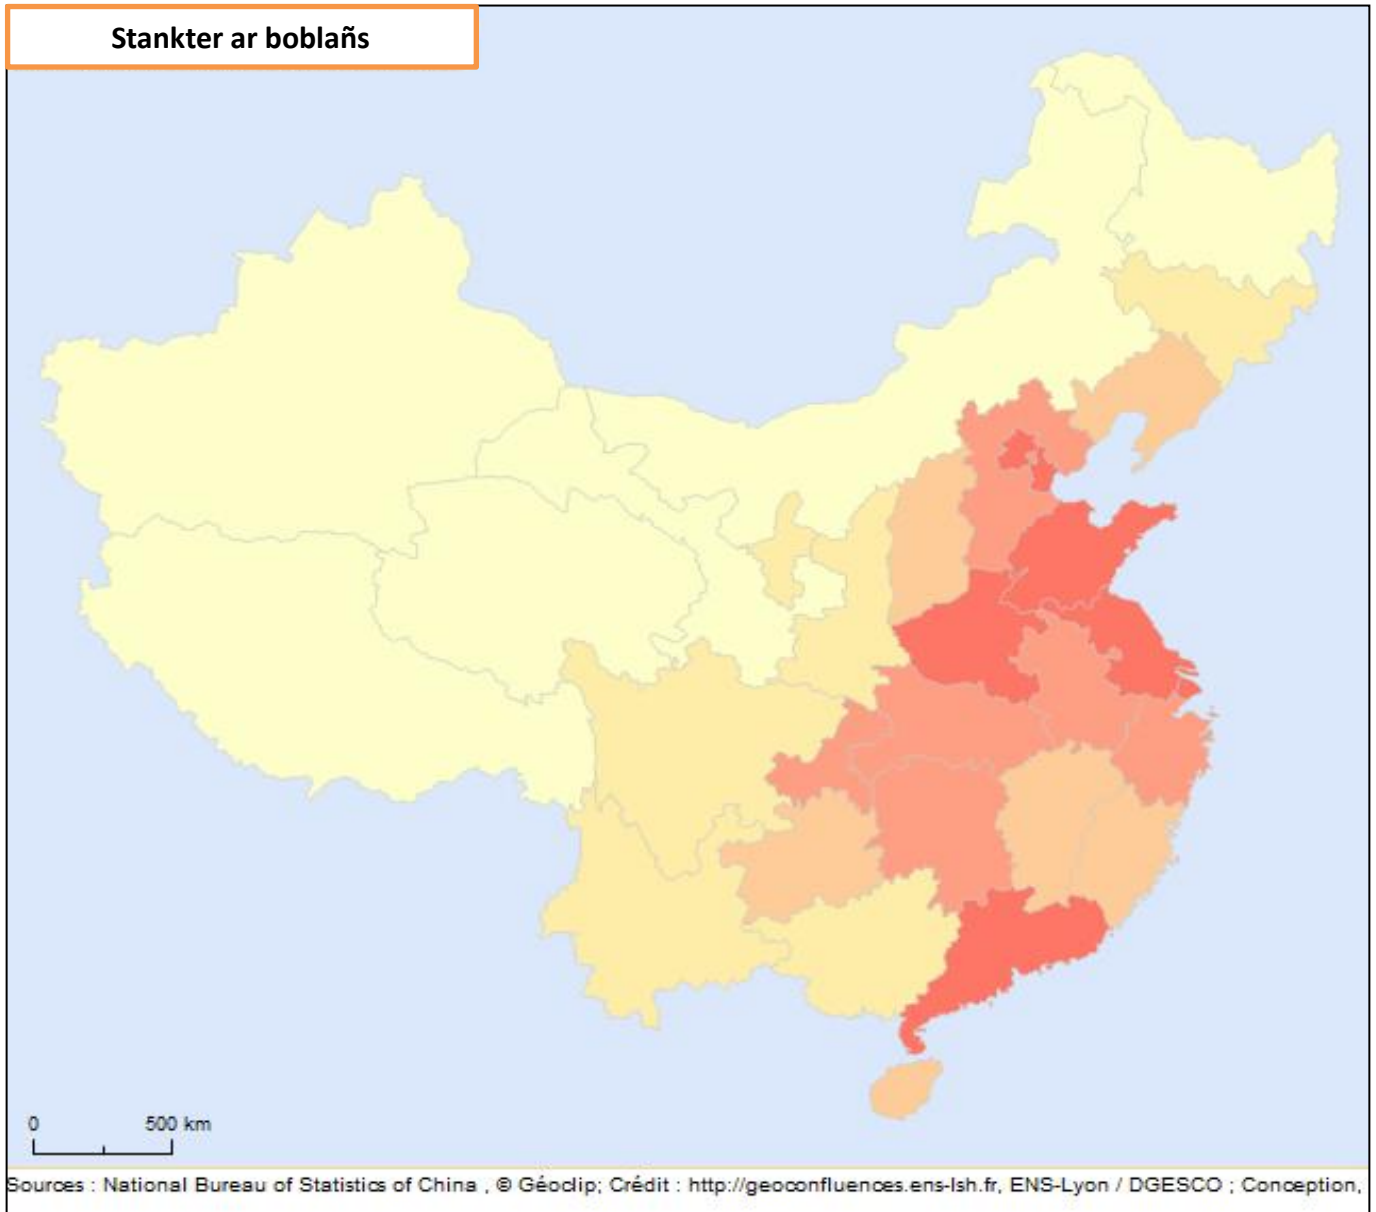 Stankter ar boblañs
0 500 km
Sources : National Bureau of Statistics of China , © Géoclip; Crédit : http://geoconfluences.ens-lsh.fr, ENS-Lyon / DGESCO ; Conception,